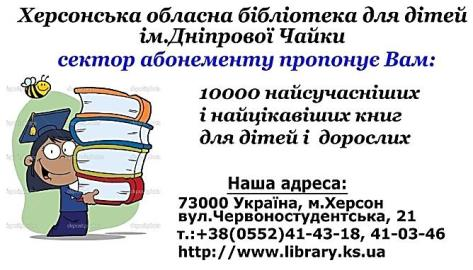 Херсонська обласна бібліотека для дітей
ім.Дніпрової Чайки
сектор абонементу пропонує Вам:
10000 найсучасніших
і найцікавіших книг
для дітей і дорослих
Наша адреса:
73000 Україна, м.Херсон
вул.Червоностудентська, 21
т.:+38(0552)41-43-18, 41-03-46
http://www.library.ks.ua